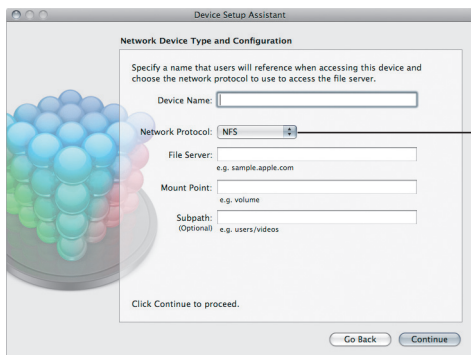 Device Setup Assistant
Network Device Type and Configuration
Specify a name that users will reference when accessing this device and
choose the network protocol to use to access the file server.
Device Name:
Network Protocol: NFS
File Server:
e.g. sample.apple.com
Mount Point:
e.g. volume
Subpath:
(Optional) e.g. users/videos
Click Continue to proceed.
Go Back Continue